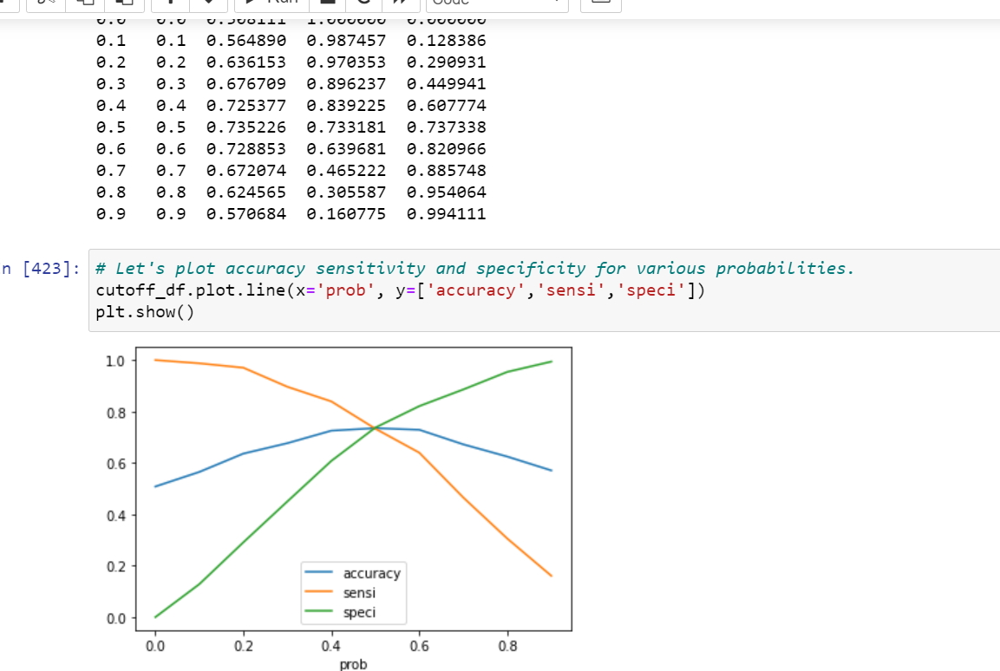 0.1 0.1 0.564890 0.987457 0.128386
0.2 0.2 0.636153 0.970353 0.290931
0.3 0.3 0.676709 0.896237 0.449941
0.4 0.4 0.725377 0.839225 0.607774
0.5 0.5 0.735226 0.733181 0.737338
0.6 0.6 0.728853 0.639681 0.820966
0.7 0.7 0.672074 0.465222 0.885748
0.8 0.8 0.624565 0.305587 0.954064
0.9 0.9 0.570684 0.160775 0.994111
n [423]: # Let's plot accuracy sensitivity and specificity for various probabilities.
cutoff_df.plot.line(x='prob', y=['accuracy','sensi','speci'])
plt.show()
1.0
0.8
0.6
0.4
0.2
0.0
accuracy
sensi
speci
0.0 0.2 0.4 0.6 0.8
prob